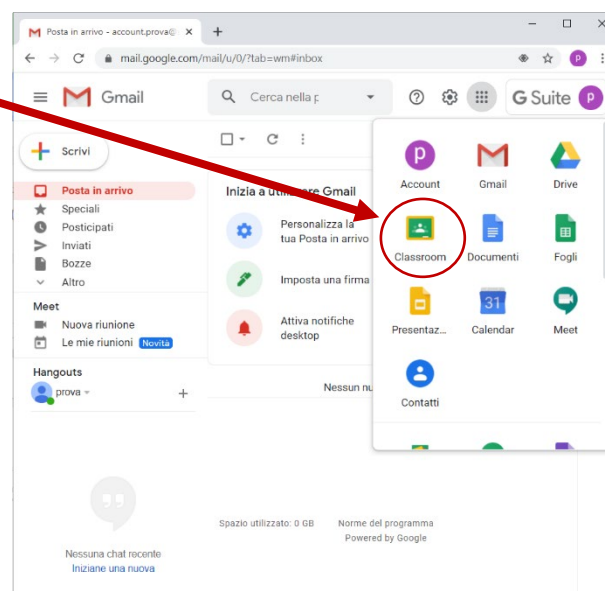 Posta in arrivo - account.prova@
mail.google.com/mail/u/0/?tab=wm#inbox
P
Gmail
Cerca nella p
G Suite
P
Scrivi
Posta in arrivo
Speciali
Posticipati
Inviati
Bozze
Altro
Meet
Nuova riunione
Le mie riunioni Novità
Hangouts
prova
Nessuna chat recente
Iniziane una nuova
Inizia a utilizzare Gmail
Personalizza la
tua Posta in arrivo
Imposta una firma
Attiva notifiche
desktop
Nessun nu
Spazio utilizzato: 0 GB
Norme del programma
Powered by Google
p
Account
Gmail
Drive
Classroom
Documenti
Fogli
Presentaz...
31
Calendar
Meet
Contatti